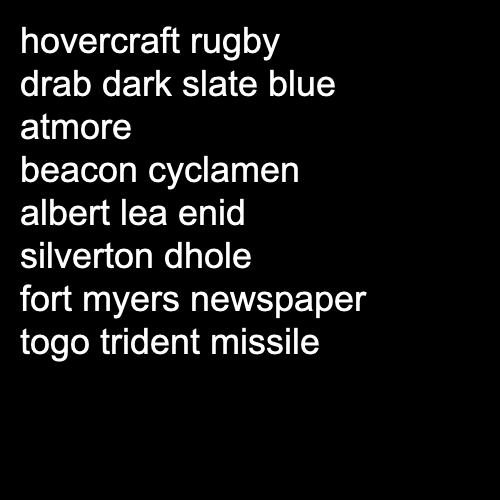 hovercraft rugby
drab dark slate blue
atmore
beacon cyclamen
albert lea enid
silverton dhole
fort myers newspaper
togo trident missile